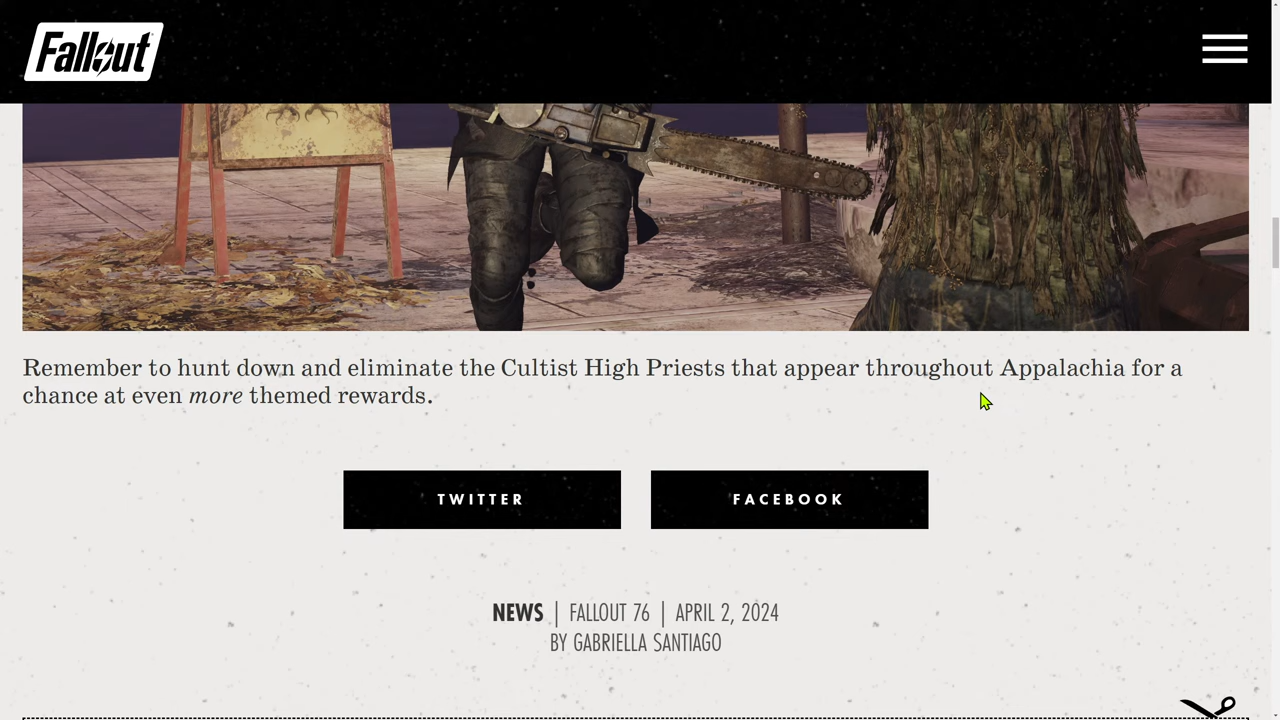 Fallout
Remember to hunt down and eliminate the Cultist High Priests that appear throughout Appalachia for a
chance at even more themed rewards.
TWITTER
FACEBOOK
NEWS | FALLOUT 76 | APRIL 2, 2024
BY GABRIELLA SANTIAGO